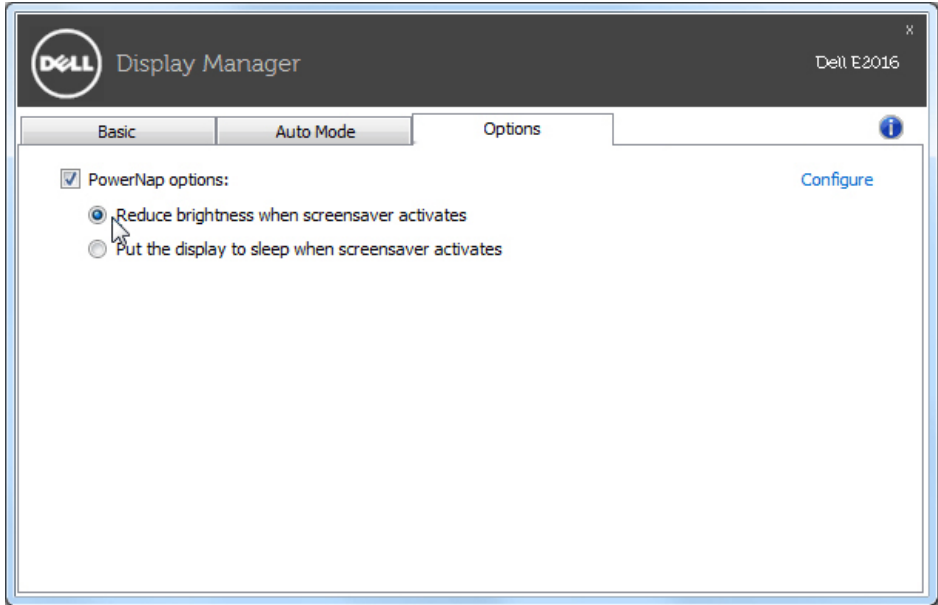 x
DELL
Display Manager
Dell E2016
Basic
Auto Mode
Options
i
PowerNap options:
Configure
Reduce brightness when screensaver activates
Put the display to sleep when screensaver activates